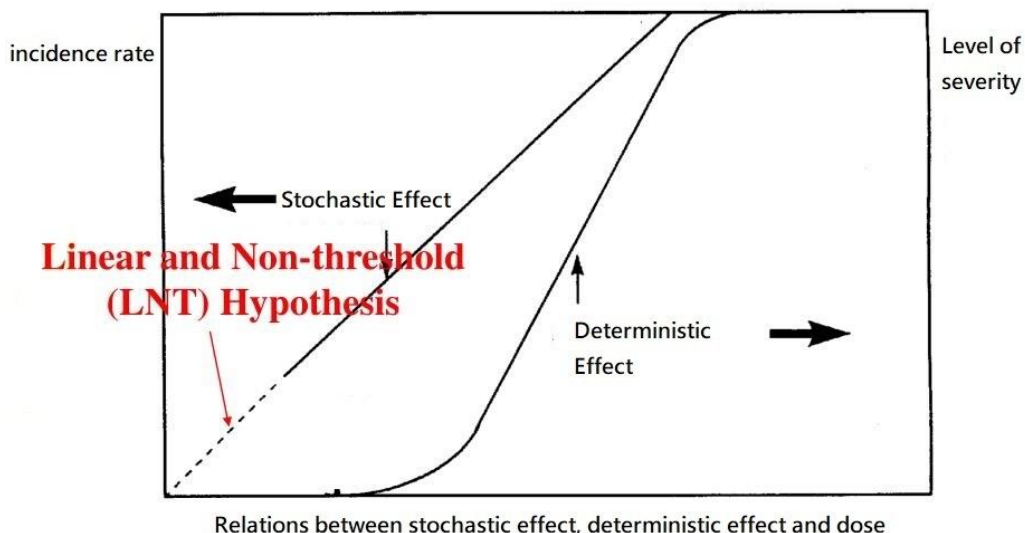 incidence rate
Level of
severity
Stochastic Effect
Linear and Non-threshold
(LNT) Hypothesis
Deterministic
Effect
Relations between stochastic effect, deterministic effect and dose